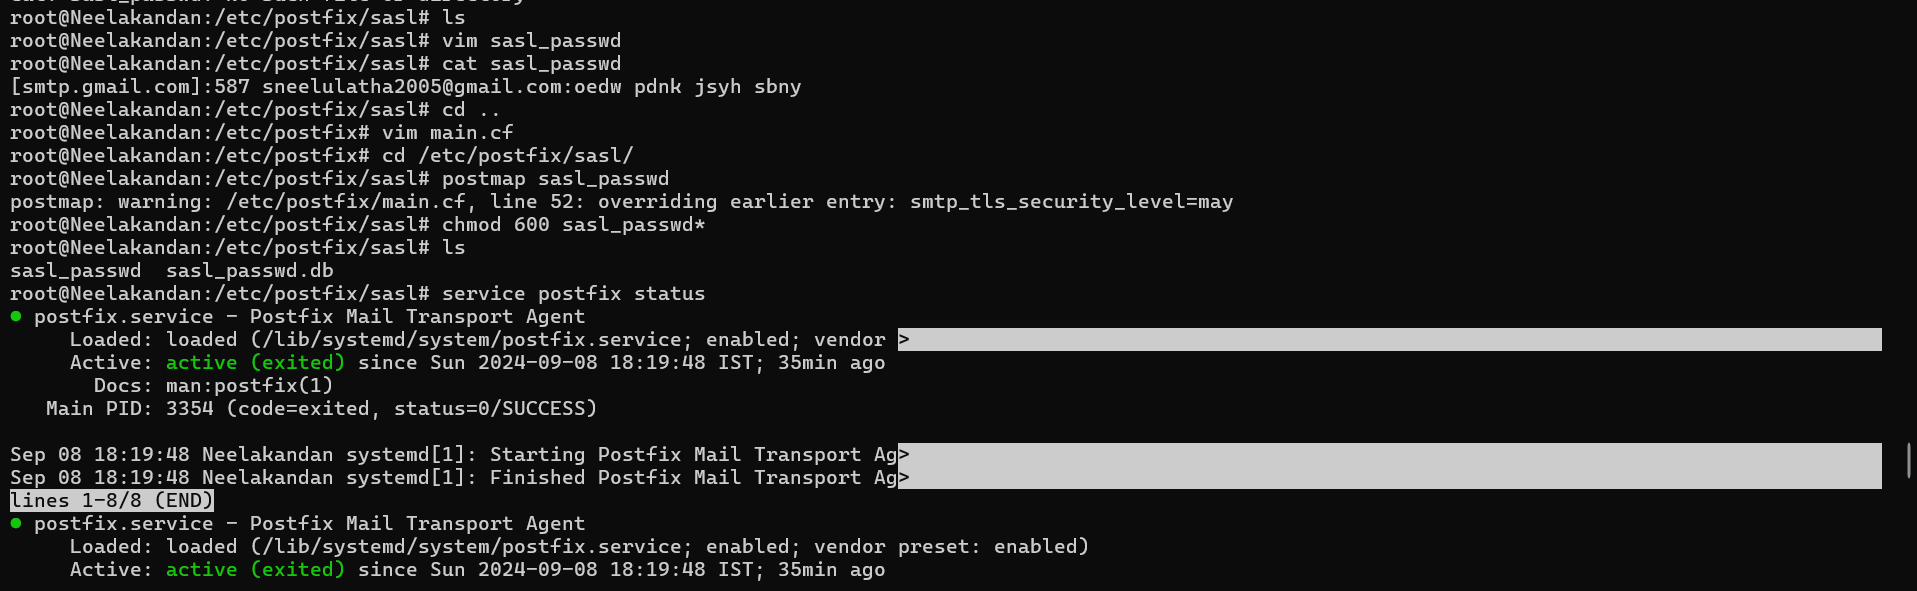 root@Neelakandan:/etc/postfix/sasl# ls
root@Neelakandan:/etc/postfix/sasl# vim sasl_passwd
root@Neelakandan:/etc/postfix/sasl# cat sasl_passwd
[smtp.gmail.com]:587 sneelulatha2005@gmail.com:oedw pdnk jsyh sbny
root@Neelakandan:/etc/postfix/sasl# cd ..
root@Neelakandan:/etc/postfix# vim main.cf
root@Neelakandan:/etc/postfix# cd /etc/postfix/sasl/
root@Neelakandan:/etc/postfix/sasl# postmap sasl_passwd
postmap: warning: /etc/postfix/main.cf, line 52: overriding earlier entry: smtp_tls_security_level=may
root@Neelakandan:/etc/postfix/sasl# chmod 600 sasl_passwd*
root@Neelakandan:/etc/postfix/sasl# ls
sasl_passwd  sasl_passwd.db
root@Neelakandan:/etc/postfix/sasl# service postfix status
● postfix.service - Postfix Mail Transport Agent
     Loaded: loaded (/lib/systemd/system/postfix.service; enabled; vendor >
     Active: active (exited) since Sun 2024-09-08 18:19:48 IST; 35min ago
       Docs: man:postfix(1)
   Main PID: 3354 (code=exited, status=0/SUCCESS)

Sep 08 18:19:48 Neelakandan systemd[1]: Starting Postfix Mail Transport Ag>
Sep 08 18:19:48 Neelakandan systemd[1]: Finished Postfix Mail Transport Ag>
lines 1-8/8 (END)
● postfix.service - Postfix Mail Transport Agent
     Loaded: loaded (/lib/systemd/system/postfix.service; enabled; vendor preset: enabled)
     Active: active (exited) since Sun 2024-09-08 18:19:48 IST; 35min ago